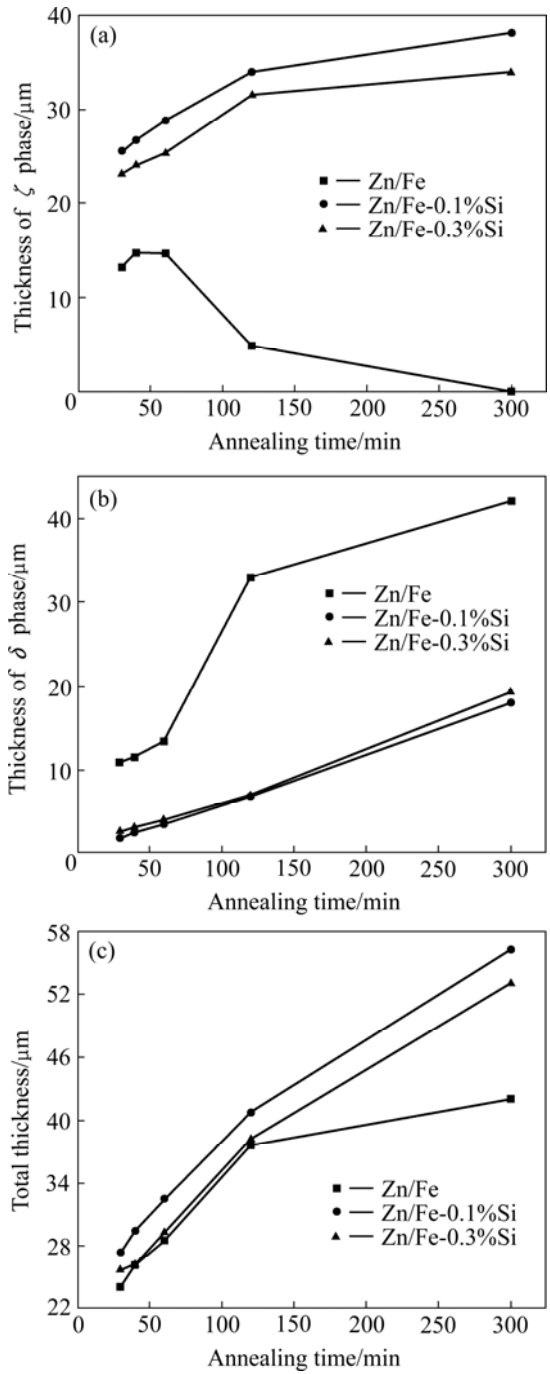 (a)
40
30
20
10
0
50
100
150
200
250
300
Thickness of ζ phase/μm
Zn/Fe
Zn/Fe-0.1%Si
Zn/Fe-0.3%Si
Annealing time/min
(b)
40
30
20
10
0
50
100
150
200
250
300
Thickness of δ phase/μm
Zn/Fe
Zn/Fe-0.1%Si
Zn/Fe-0.3%Si
Annealing time/min
(c)
58
52
46
40
34
28
22
0
50
100
150
200
250
300
Total thickness/μm
Zn/Fe
Zn/Fe-0.1%Si
Zn/Fe-0.3%Si
Annealing time/min